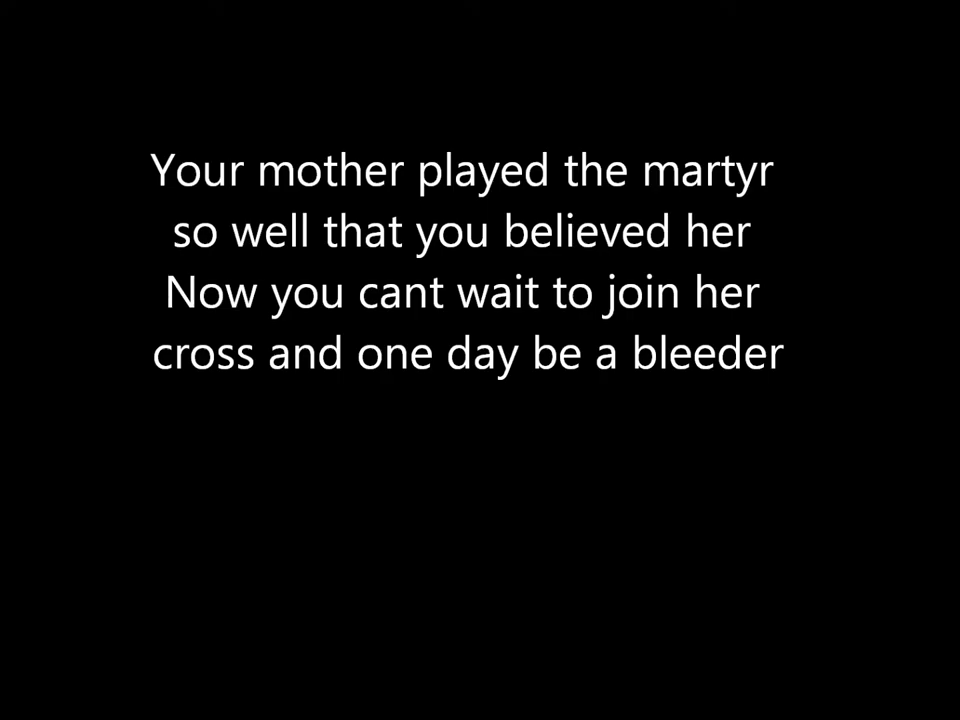 Your mother played the martyr
so well that you believed her
Now you cant wait to join her
cross and one day be a bleeder